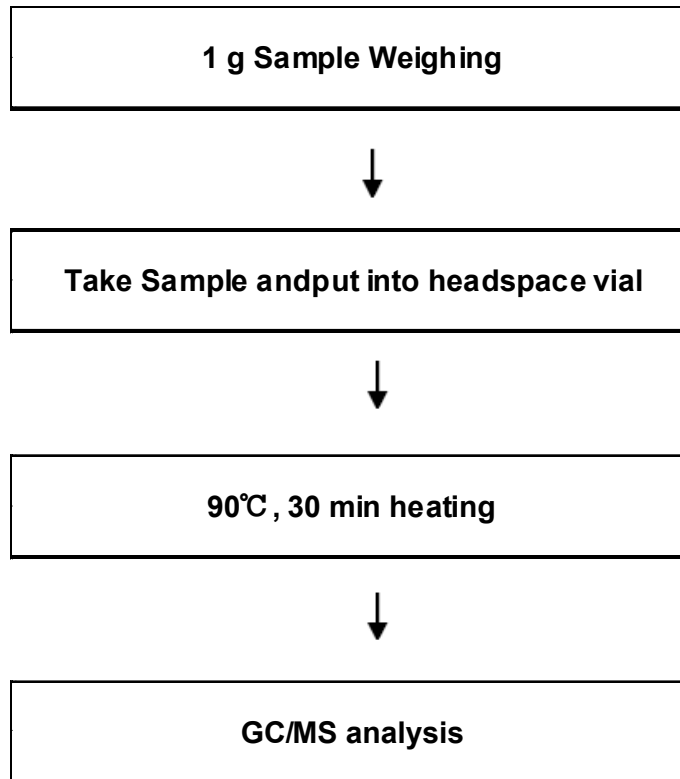 1 g Sample Weighing
Take Sample andput into headspace vial
90℃, 30 min heating
GC/MS analysis